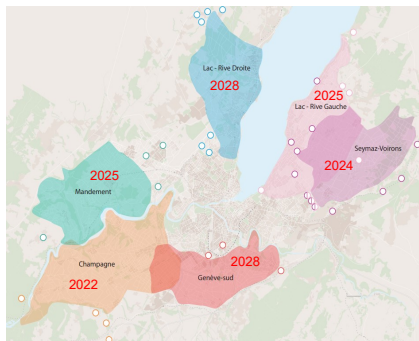 Lac - Rive Droite
2028
2025
Lac - Rive Gauche
Seymaz-Voirons
2024
2025
Mandement
Champagne
2022
2028
Genève-sud